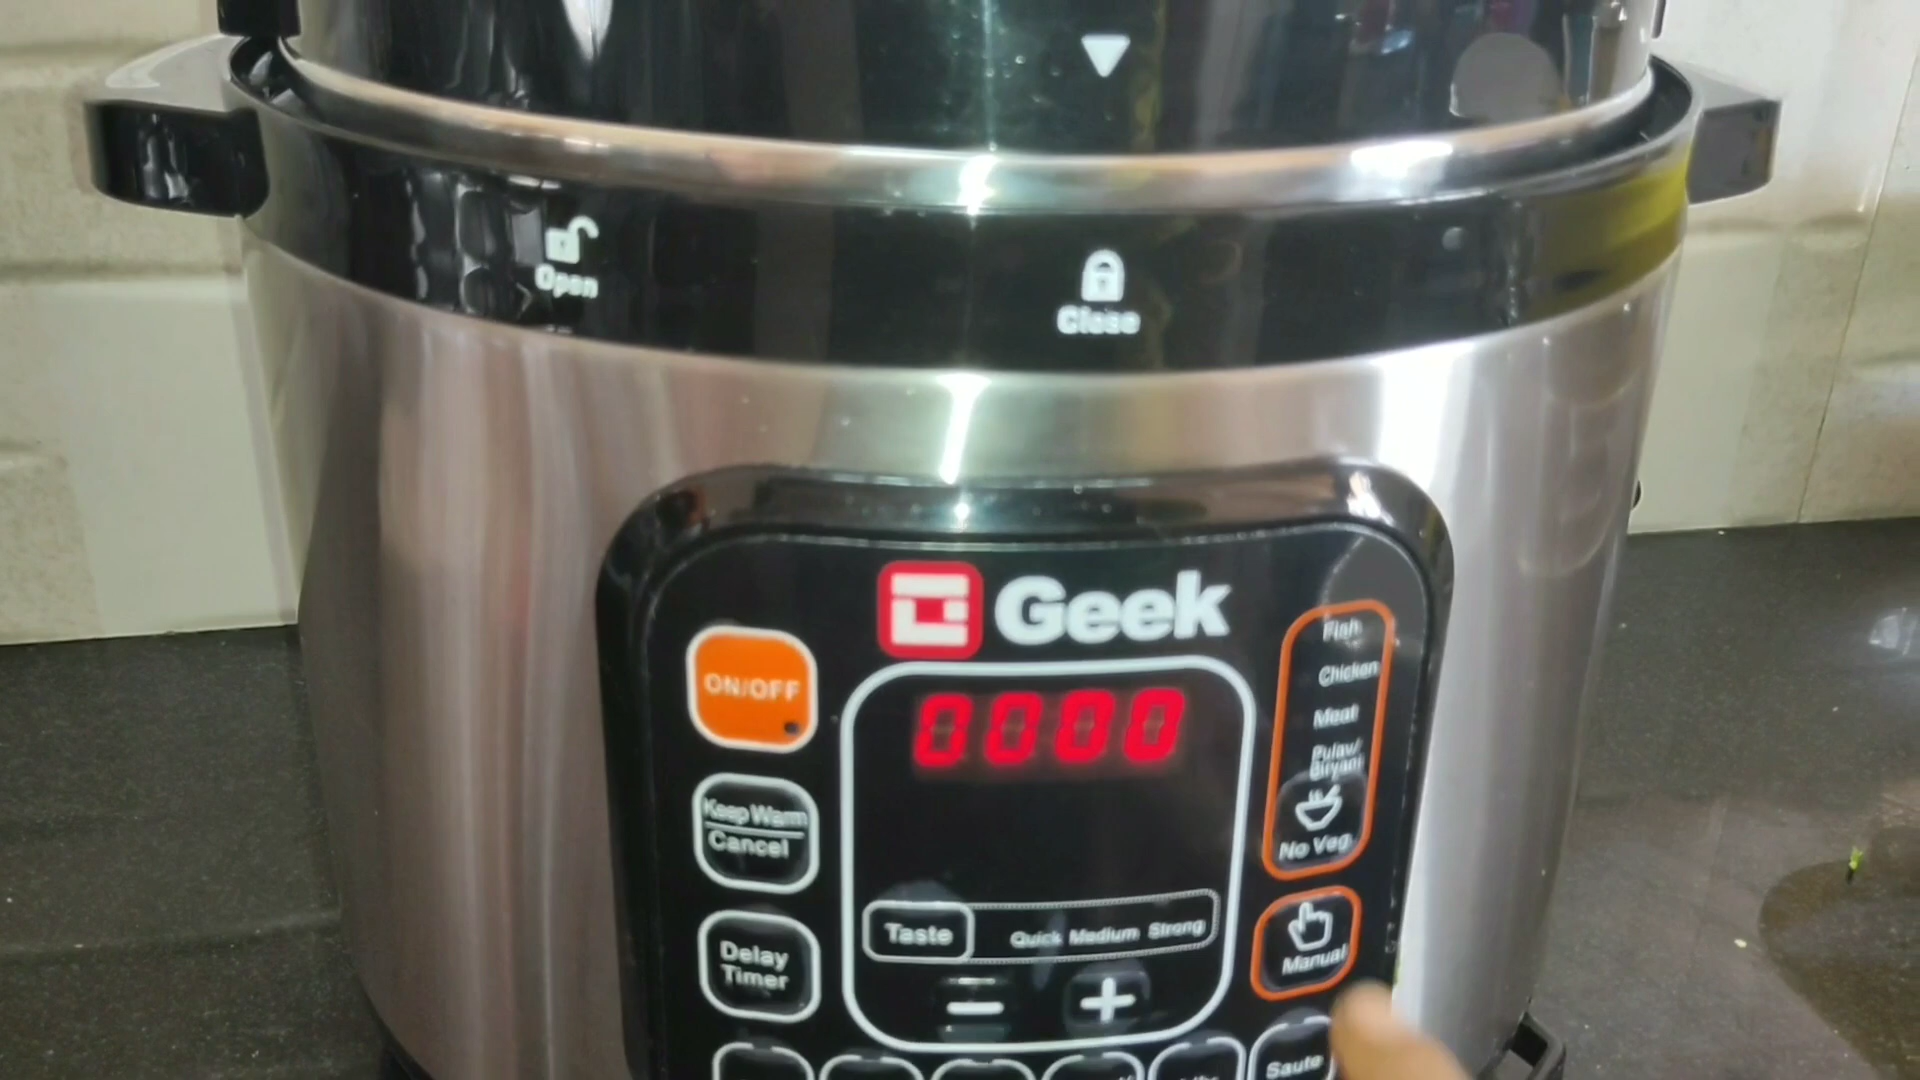 Open
Close
Geek
ON/OFF
0000
Fish
Chicken
Meat
Pulav/
Biryani
No Veg
Keep Warm
Cancel
Delay
Timer
Taste
Quick Medium Strong
Manual
Saute